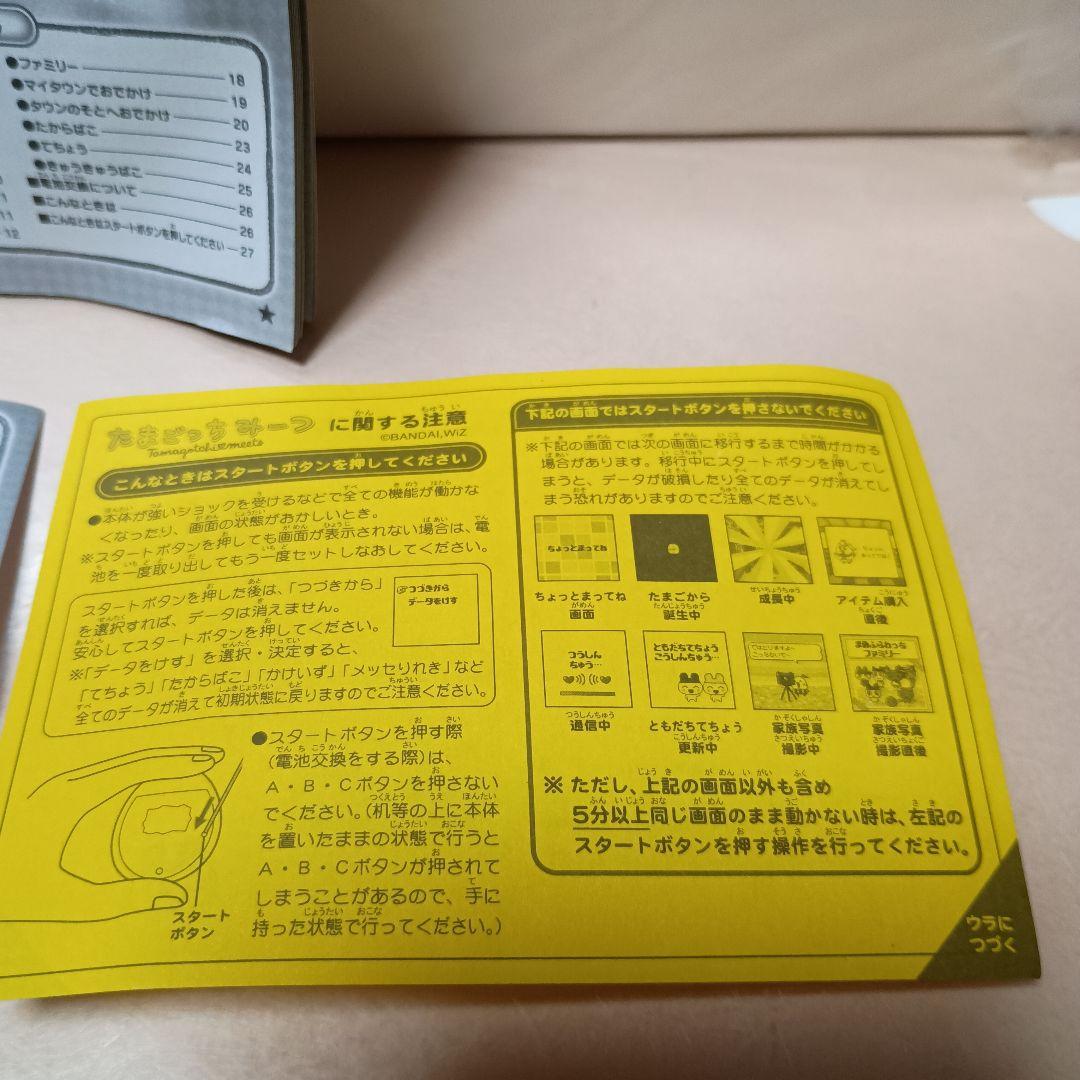 ●ファミリー 18
●マイタウンでおでかけ 19
●タウンのそとへおでかけ 20
●たからばこ 23
●てちょう 24
●きゅうきゅうばこ 25
■電池交換について 26
■こんなときは 26
■こんなときはスタートボタンを押してください 27
11
12
★
たまごっちみーつ に関する注意
Tamagotchi meets
©BANDAI,WiZ
こんなときはスタートボタンを押してください
●本体が強いショックを受けるなどで全ての機能が働かな
くなったり、画面の状態がおかしいとき。
※スタートボタンを押しても画面が表示されない場合は、電
池を一度取り出してもう一度セットしなおしてください。
スタートボタンを押した後は、「つづきから」
を選択すれば、データは消えません。
安心してスタートボタンを押してください。
※「データをけす」を選択・決定すると、
「てちょう」「たからばこ」「かけいず」「メッセりれき」など
全てのデータが消えて初期状態に戻りますのでご注意ください。
つづきから
データをけす
●スタートボタンを押す際
(電池交換をする際)は、
A・B・Cボタンを押さない
でください。(机等の上に本体
を置いたままの状態で行うと
A・B・Cボタンが押されて
しまうことがあるので、手に
持った状態で行ってください。)
スタート
ボタン
下記の画面ではスタートボタンを押さないでください
※下記の画面では次の画面に移行するまで時間がかかる
場合があります。移行中にスタートボタンを押してし
まうと、データが破損したり全てのデータが消えてし
まう恐れがありますのでご注意ください。
ちょっとまってね
ちょっとまってね
画面
たまごから
誕生中
成長中
アイテム購入
直後
つうしん
ちゅう…
通信中
ともだちてちょう
こうしんちゅう…
ともだちてちょう
更新中
家族写真
撮影中
まめふらわっち
ファミリー
家族写真
撮影直後
※ ただし、上記の画面以外も含め
5分以上同じ画面のまま動かない時は、左記の
スタートボタンを押す操作を行ってください。
ウラに
つづく